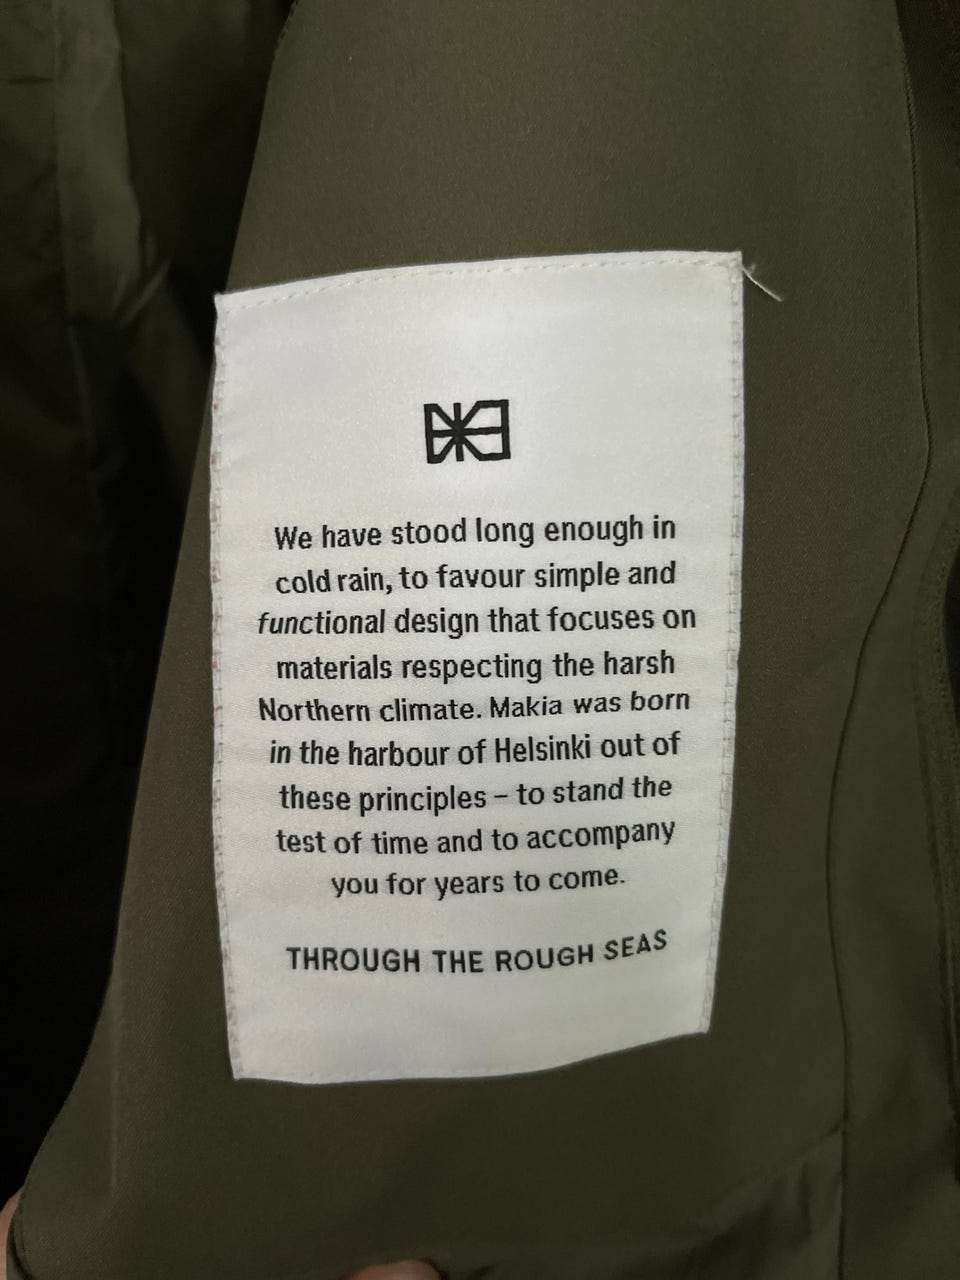 We have stood long enough in
cold rain, to favour simple and
functional design that focuses on
materials respecting the harsh
Northern climate. Makia was born
in the harbour of Helsinki out of
these principles – to stand the
test of time and to accompany
you for years to come.
THROUGH THE ROUGH SEAS